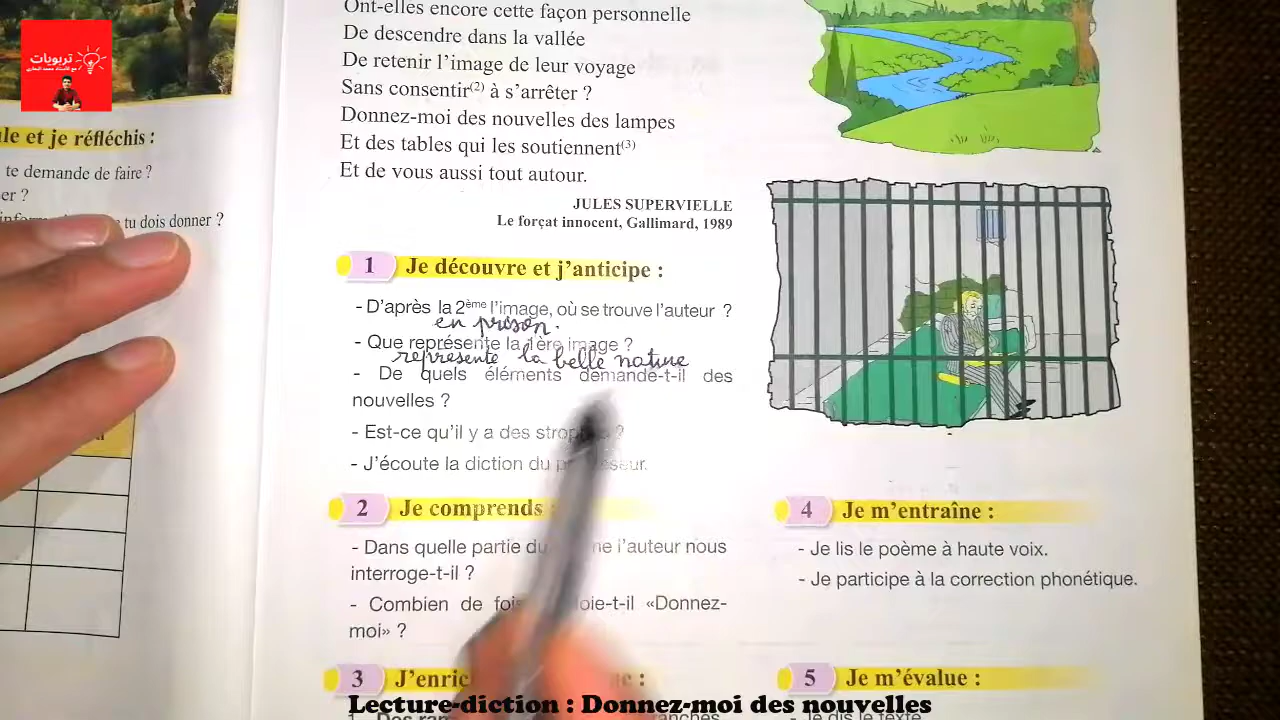 تربويات
Ont-elles encore cette façon personnelle
De descendre dans la vallée
De retenir l'image de leur voyage
Sans consentir(2) à s'arrêter ?
Donnez-moi des nouvelles des lampes
Et des tables qui les soutiennent(3)
Et de vous aussi tout autour.
JULES SUPERVIELLE
Le forçat innocent, Gallimard, 1989
et je réfléchis :
te demande de faire ?
er ?
tu dois donner ?
1 Je découvre et j'anticipe :
- D'après la 2ème l'image, où se trouve l'auteur ?
en prison.
- Que représente la 1ère image ?
représente la belle nature
- De quels éléments demande-t-il des
nouvelles ?
- Est-ce qu'il y a des ?
- J'écoute la diction du
2 Je comprends :
- Dans quelle partie du l'auteur nous
interroge-t-il ?
- Combien de «Donnez-
moi» ?
3
4 Je m'entraîne :
- Je lis le poème à haute voix.
- Je participe à la correction phonétique.
5 Je m'évalue :
- Je dis le texte
Lecture-diction : Donnez-moi des nouvelles